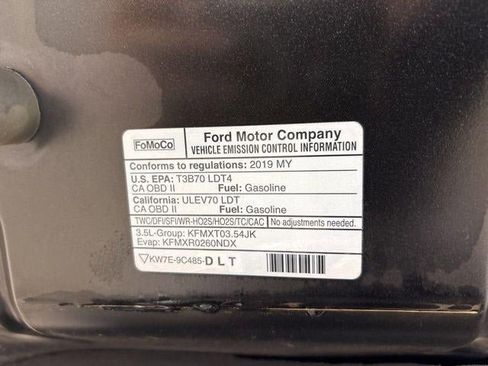 FoMoCo
Ford Motor Company
VEHICLE EMISSION CONTROL INFORMATION
Conforms to regulations: 2019 MY
U.S. EPA: T3B70 LDT4
CA OBD II Fuel: Gasoline
California: ULEV70 LDT
CA OBD II Fuel: Gasoline
TWC/DFI/SFI/WR-HO2S/HO2S/TC/CAC No adjustments needed.
3.5L-Group: KFMXT03.54JK
Evap: KFMXR0260NDX
KW7E-9C485-DLT